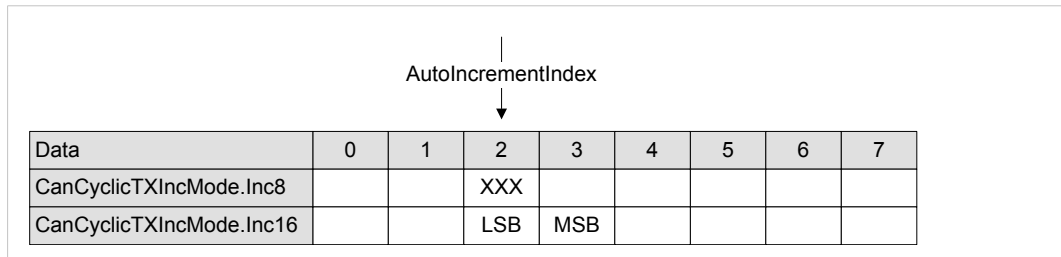 AutoIncrementIndex
Data 0 1 2 3 4 5 6 7
CanCyclicTXIncMode.Inc8 XXX
CanCyclicTXIncMode.Inc16 LSB MSB